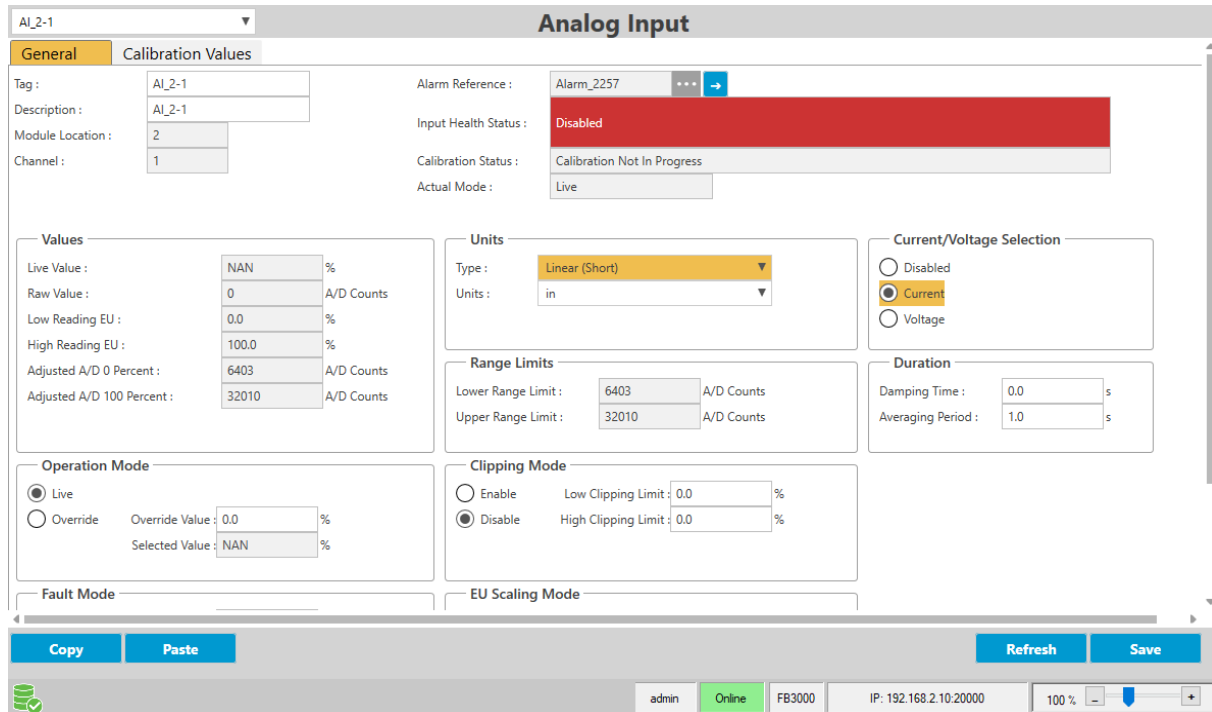 AI_2-1
Analog Input
General Calibration Values
Tag : AI_2-1
Description : AI_2-1
Module Location : 2
Channel : 1
Alarm Reference : Alarm_2257 ...
Input Health Status : Disabled
Calibration Status : Calibration Not In Progress
Actual Mode : Live
Values
Live Value : NAN %
Raw Value : 0 A/D Counts
Low Reading EU : 0.0 %
High Reading EU : 100.0 %
Adjusted A/D 0 Percent : 6403 A/D Counts
Adjusted A/D 100 Percent : 32010 A/D Counts
Units
Type : Linear (Short)
Units : in
Current/Voltage Selection
Disabled
Current
Voltage
Range Limits
Lower Range Limit : 6403 A/D Counts
Upper Range Limit : 32010 A/D Counts
Duration
Damping Time : 0.0 s
Averaging Period : 1.0 s
Operation Mode
Live
Override Override Value : 0.0 %
Selected Value : NAN %
Clipping Mode
Enable Low Clipping Limit : 0.0 %
Disable High Clipping Limit : 0.0 %
Fault Mode
EU Scaling Mode
Copy Paste Refresh Save
admin Online FB3000 IP: 192.168.2.10:20000 100 % - +